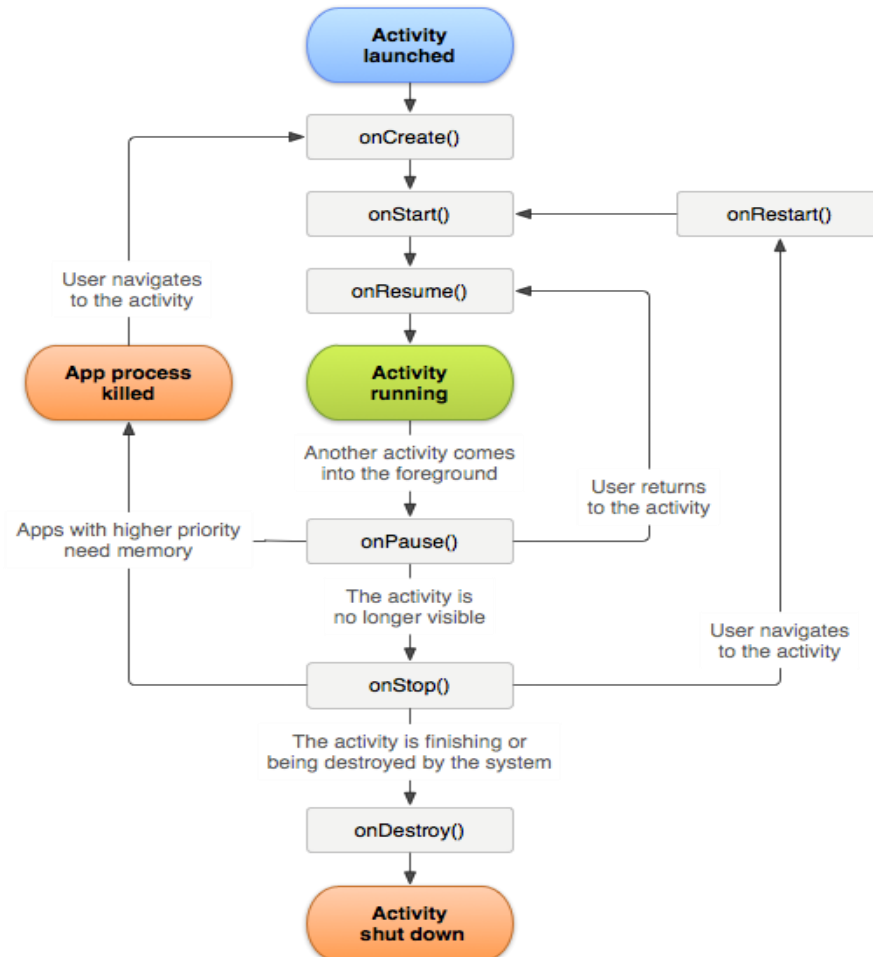 Activity
launched
onCreate()
onStart()
onRestart()
User navigates
to the activity
onResume()
App process
killed
Activity
running
Another activity comes
into the foreground
User returns
to the activity
Apps with higher priority
need memory
onPause()
The activity is
no longer visible
User navigates
to the activity
onStop()
The activity is finishing or
being destroyed by the system
onDestroy()
Activity
shut down